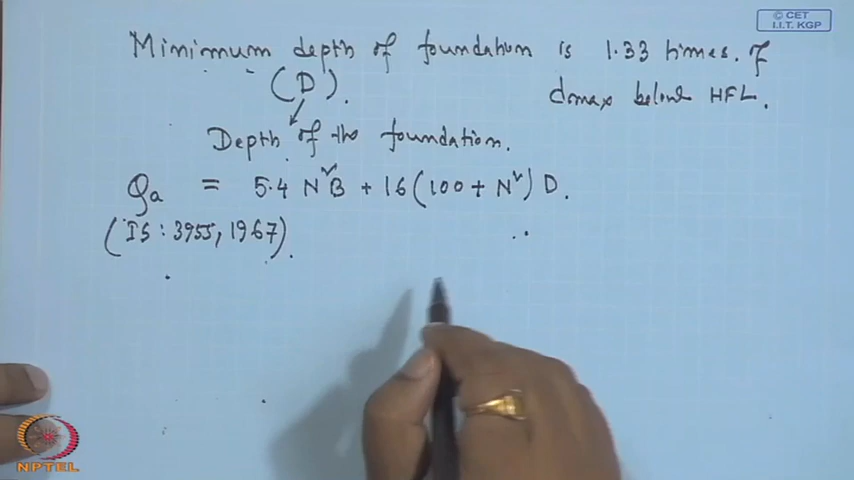 © CET
I.I.T. KGP
Minimum depth of foundation is 1.33 times. of
(D). dsmax below HFL.
Depth of the foundation.
Qa = 5.4 N²B + 16(100 + N²) D.
(IS : 3955, 1967).
NPTEL